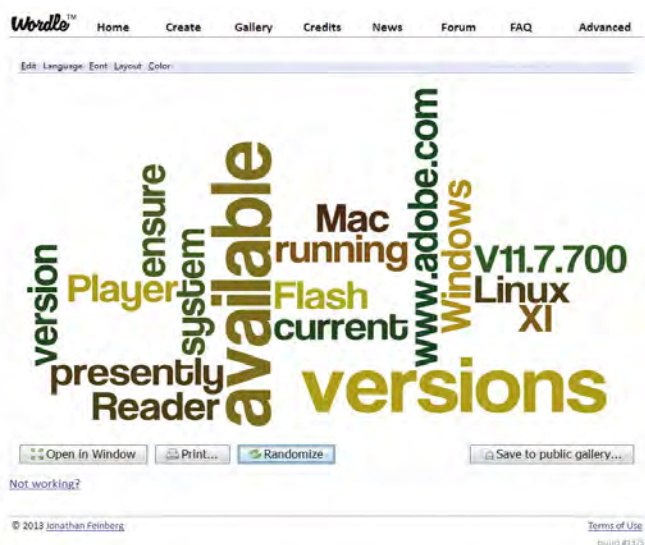 Wordle™ Home Create Gallery Credits News Forum FAQ Advanced
Edit Language Font Layout Color
version
Player
ensure
system
available
Mac
running
Flash
current
www.adobe.com
Windows
V11.7.700
Linux
XI
presently
Reader
versions
Open in Window Print... Randomize Save to public gallery...
Not working?
© 2013 Jonathan Feinberg Terms of Use